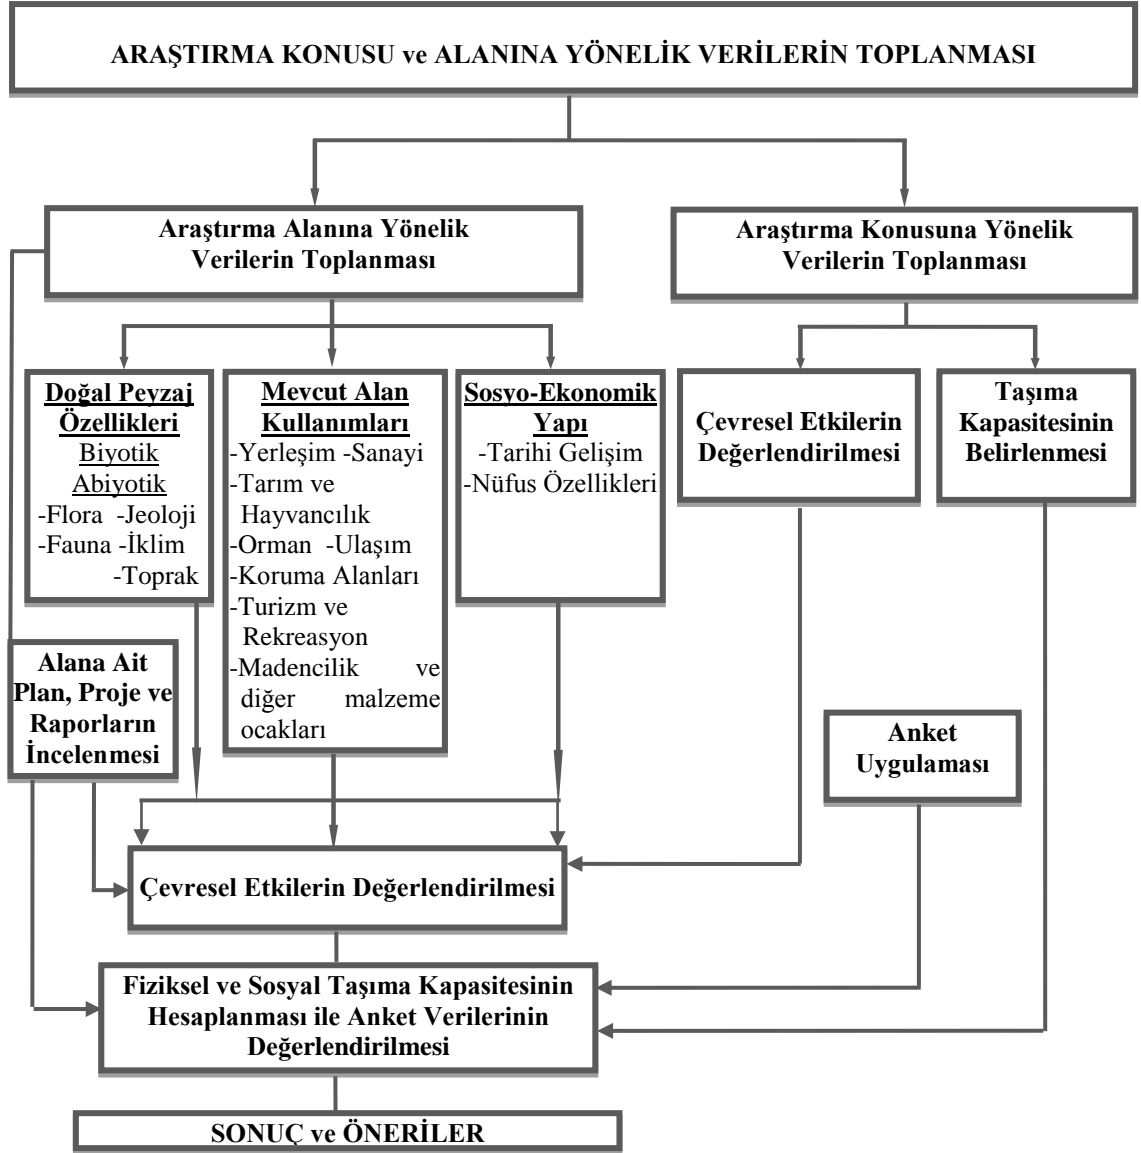 ARAŞTIRMA KONUSU ve ALANINA YÖNELİK VERİLERİN TOPLANMASI
Araştırma Alanına Yönelik
Verilerin Toplanması
Araştırma Konusuna Yönelik
Verilerin Toplanması
Doğal Peyzaj
Özellikleri
Biyotik
Abiyotik
-Flora -Jeoloji
-Fauna -İklim
-Toprak
Mevcut Alan
Kullanımları
-Yerleşim -Sanayi
-Tarım ve
Hayvancılık
-Orman -Ulaşım
-Koruma Alanları
-Turizm ve
Rekreasyon
-Madencilik ve
diğer malzeme
ocakları
Sosyo-Ekonomik
Yapı
-Tarihi Gelişim
-Nüfus Özellikleri
Çevresel Etkilerin
Değerlendirilmesi
Taşıma
Kapasitesinin
Belirlenmesi
Alana Ait
Plan, Proje ve
Raporların
İncelenmesi
Anket
Uygulaması
Çevresel Etkilerin Değerlendirilmesi
Fiziksel ve Sosyal Taşıma Kapasitesinin
Hesaplanması ile Anket Verilerinin
Değerlendirilmesi
SONUÇ ve ÖNERİLER